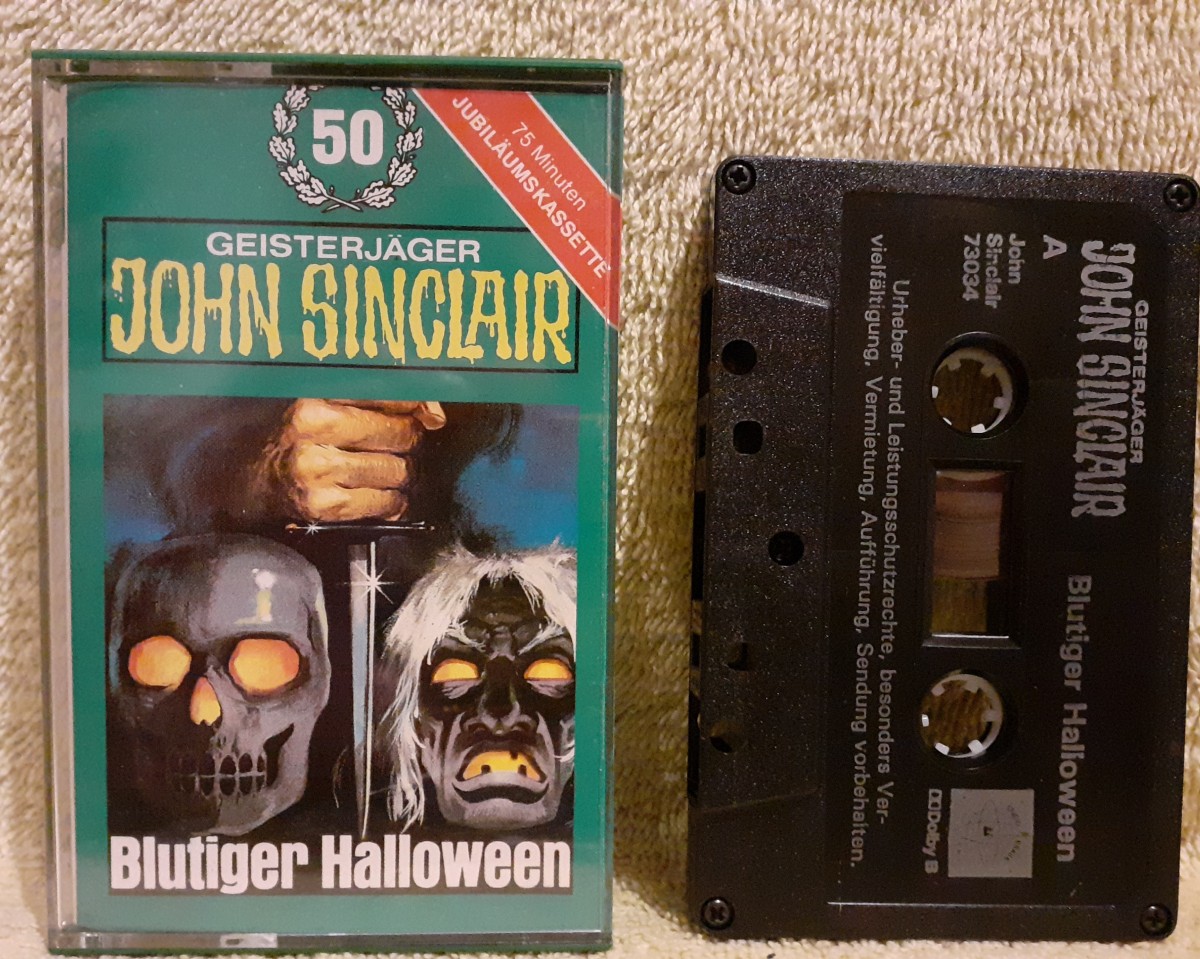 50
75 Minuten
JUBILÄUMSKASSETTE
GEISTERJÄGER
JOHN SINCLAIR
Blutiger Halloween
GEISTERJÄGER
JOHN SINCLAIR
Blutiger Halloween
A
John
Sinclair
73034
Dolby B
Urheber- und Leistungsschutzrechte, besonders Ver-
vielfältigung, Vermietung, Aufführung, Sendung vorbehalten.